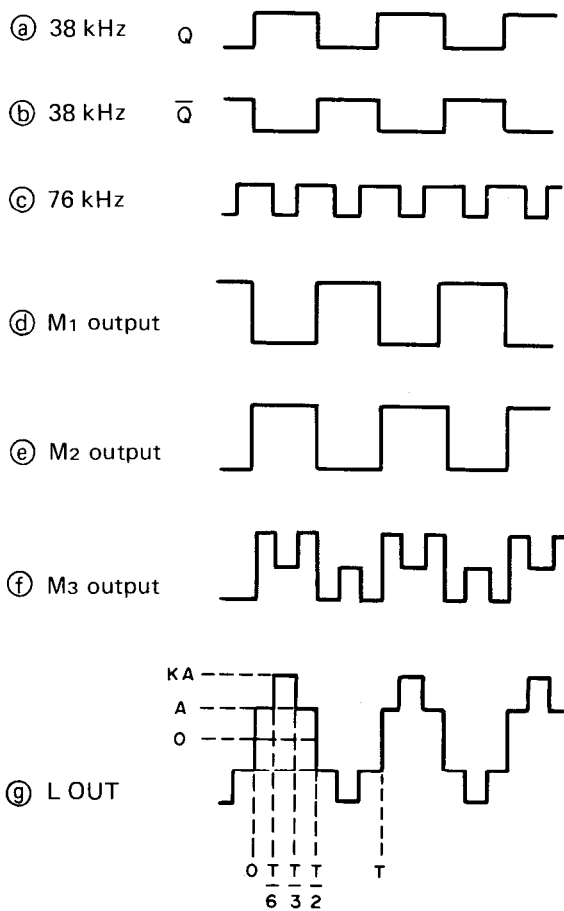 ⓐ 38 kHz Q
ⓑ 38 kHz Q̅
ⓒ 76 kHz
ⓓ M1 output
ⓔ M2 output
ⓕ M3 output
KA
A
O
ⓖ L OUT
O T/6 T/3 T/2 T